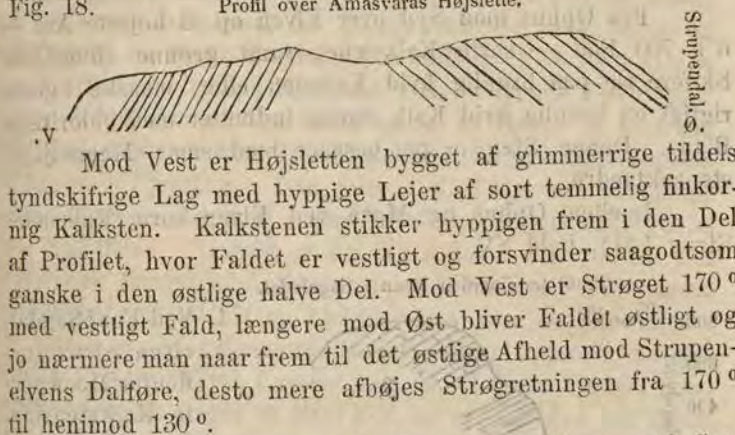 Fig. 18. Profil over Amasvaras Højslette.
Strupendal.
.V Ø.
Mod Vest er Højsletten bygget af glimmerrige tildels
tyndskifrige Lag med hyppige Lejer af sort temmelig finkor-
nig Kalksten. Kalkstenen stikker hyppigen frem i den Del
af Profilet, hvor Faldet er vestligt og forsvinder saagodtsom
ganske i den østlige halve Del. Mod Vest er Strøget 170 º
med vestligt Fald, længere mod Øst bliver Faldet østligt og
jo nærmere man naar frem til det østlige Afheld mod Strupen-
elvens Dalføre, desto mere afbøjes Strøgretningen fra 170 º
til henimod 130 º.